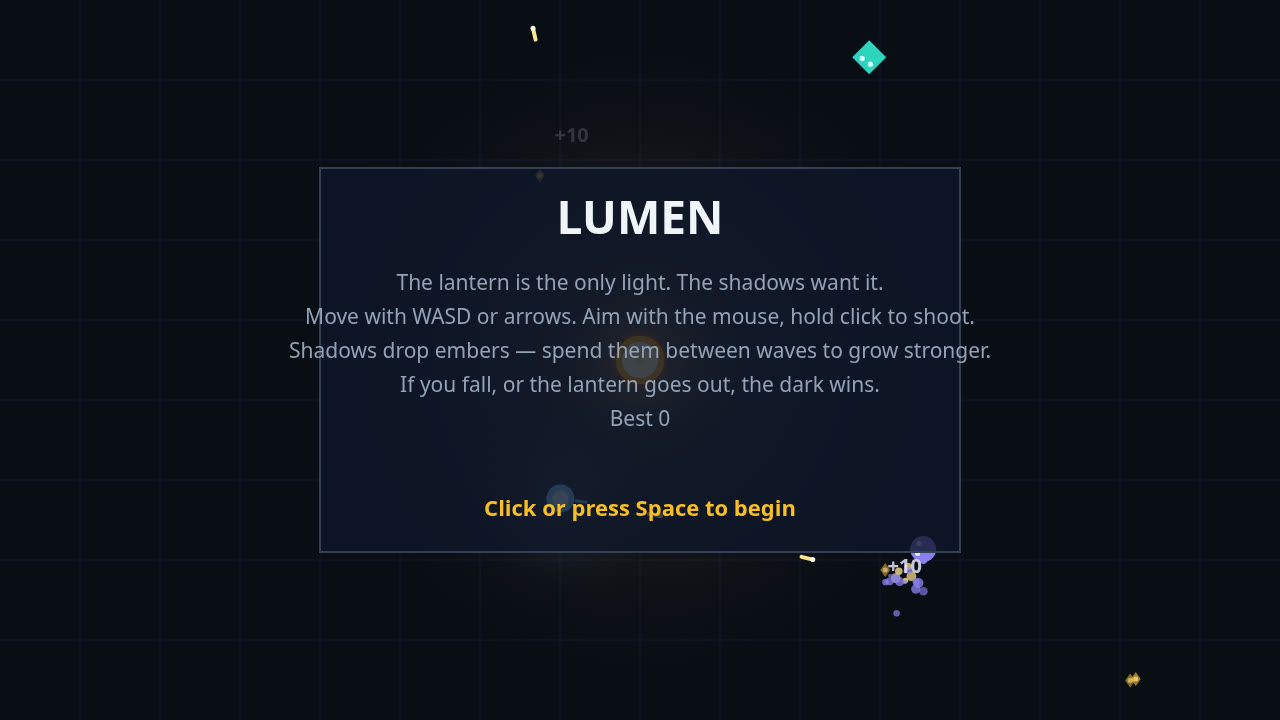 +10
LUMEN
The lantern is the only light. The shadows want it.
Move with WASD or arrows. Aim with the mouse, hold click to shoot.
Shadows drop embers — spend them between waves to grow stronger.
If you fall, or the lantern goes out, the dark wins.
Best 0
Click or press Space to begin
+10